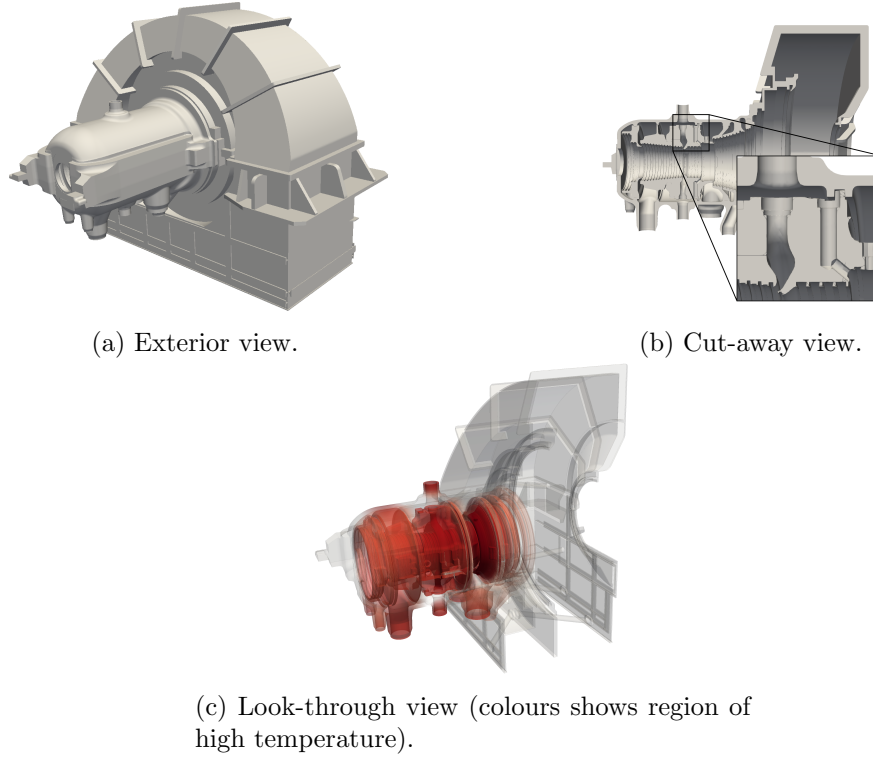 (a) Exterior view.
(b) Cut-away view.
(c) Look-through view (colours shows region of
high temperature).